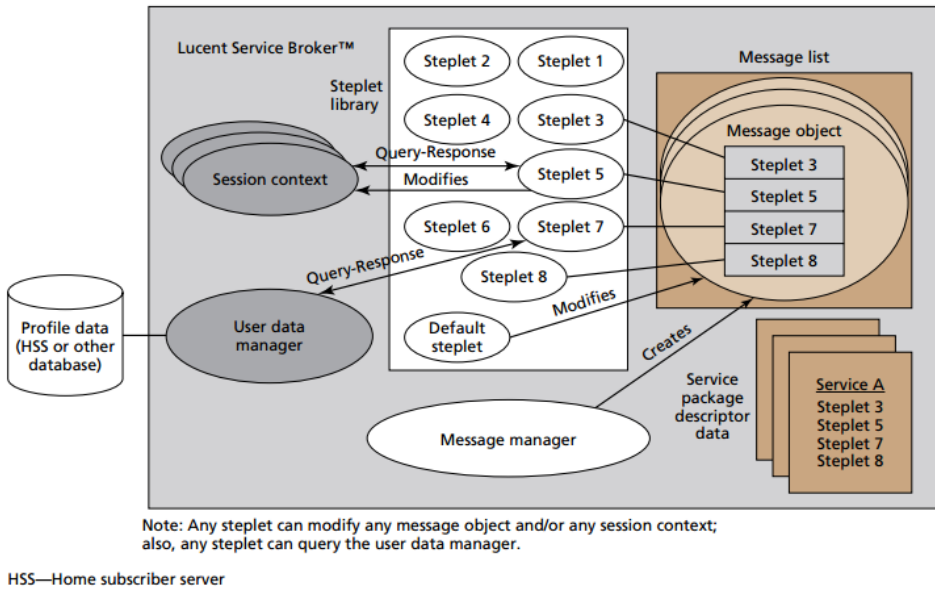 Lucent Service Broker™
Steplet
library
Steplet 2
Steplet 1
Steplet 4
Steplet 3
Steplet 5
Steplet 6
Steplet 7
Steplet 8
Default
steplet
Query-Response
Modifies
Session context
Query-Response
User data
manager
Profile data
(HSS or other
database)
Modifies
Creates
Message manager
Message list
Message object
Steplet 3
Steplet 5
Steplet 7
Steplet 8
Service
package
descriptor
data
Service A
Steplet 3
Steplet 5
Steplet 7
Steplet 8
Note: Any steplet can modify any message object and/or any session context;
also, any steplet can query the user data manager.
HSS—Home subscriber server